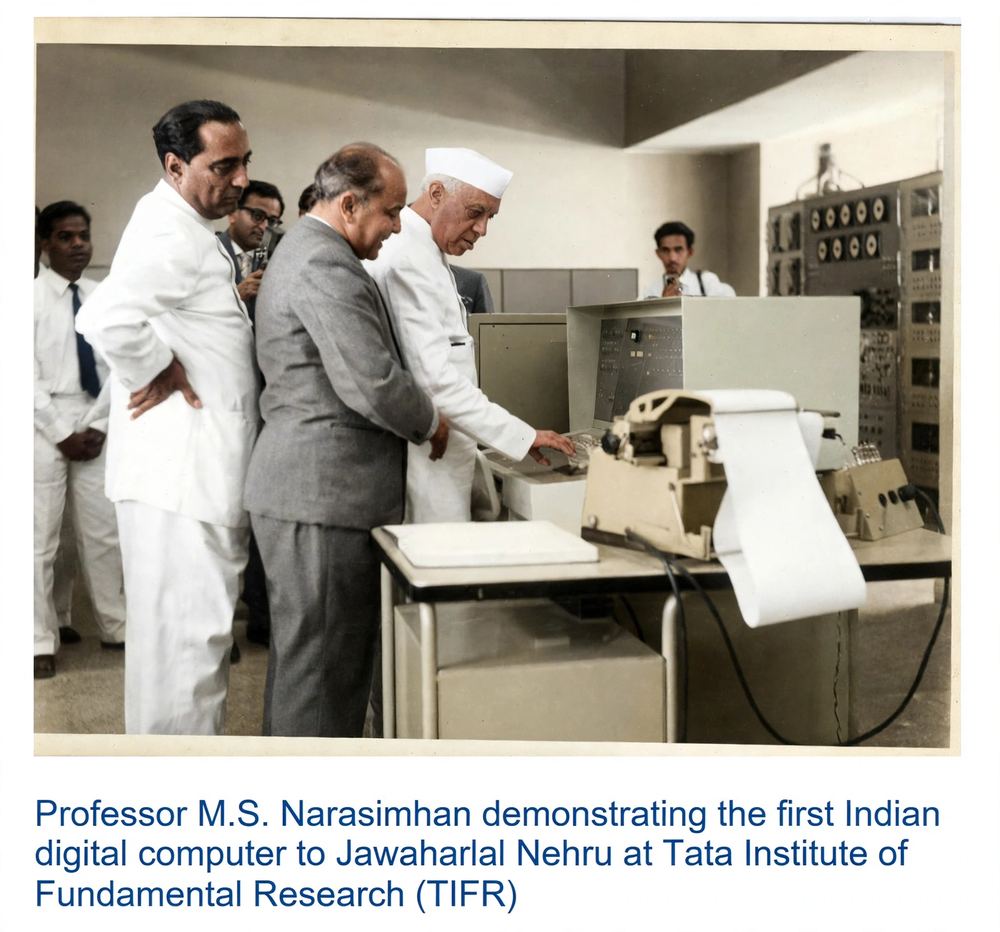 Professor M.S. Narasimhan demonstrating the first Indian
digital computer to Jawaharlal Nehru at Tata Institute of
Fundamental Research (TIFR)